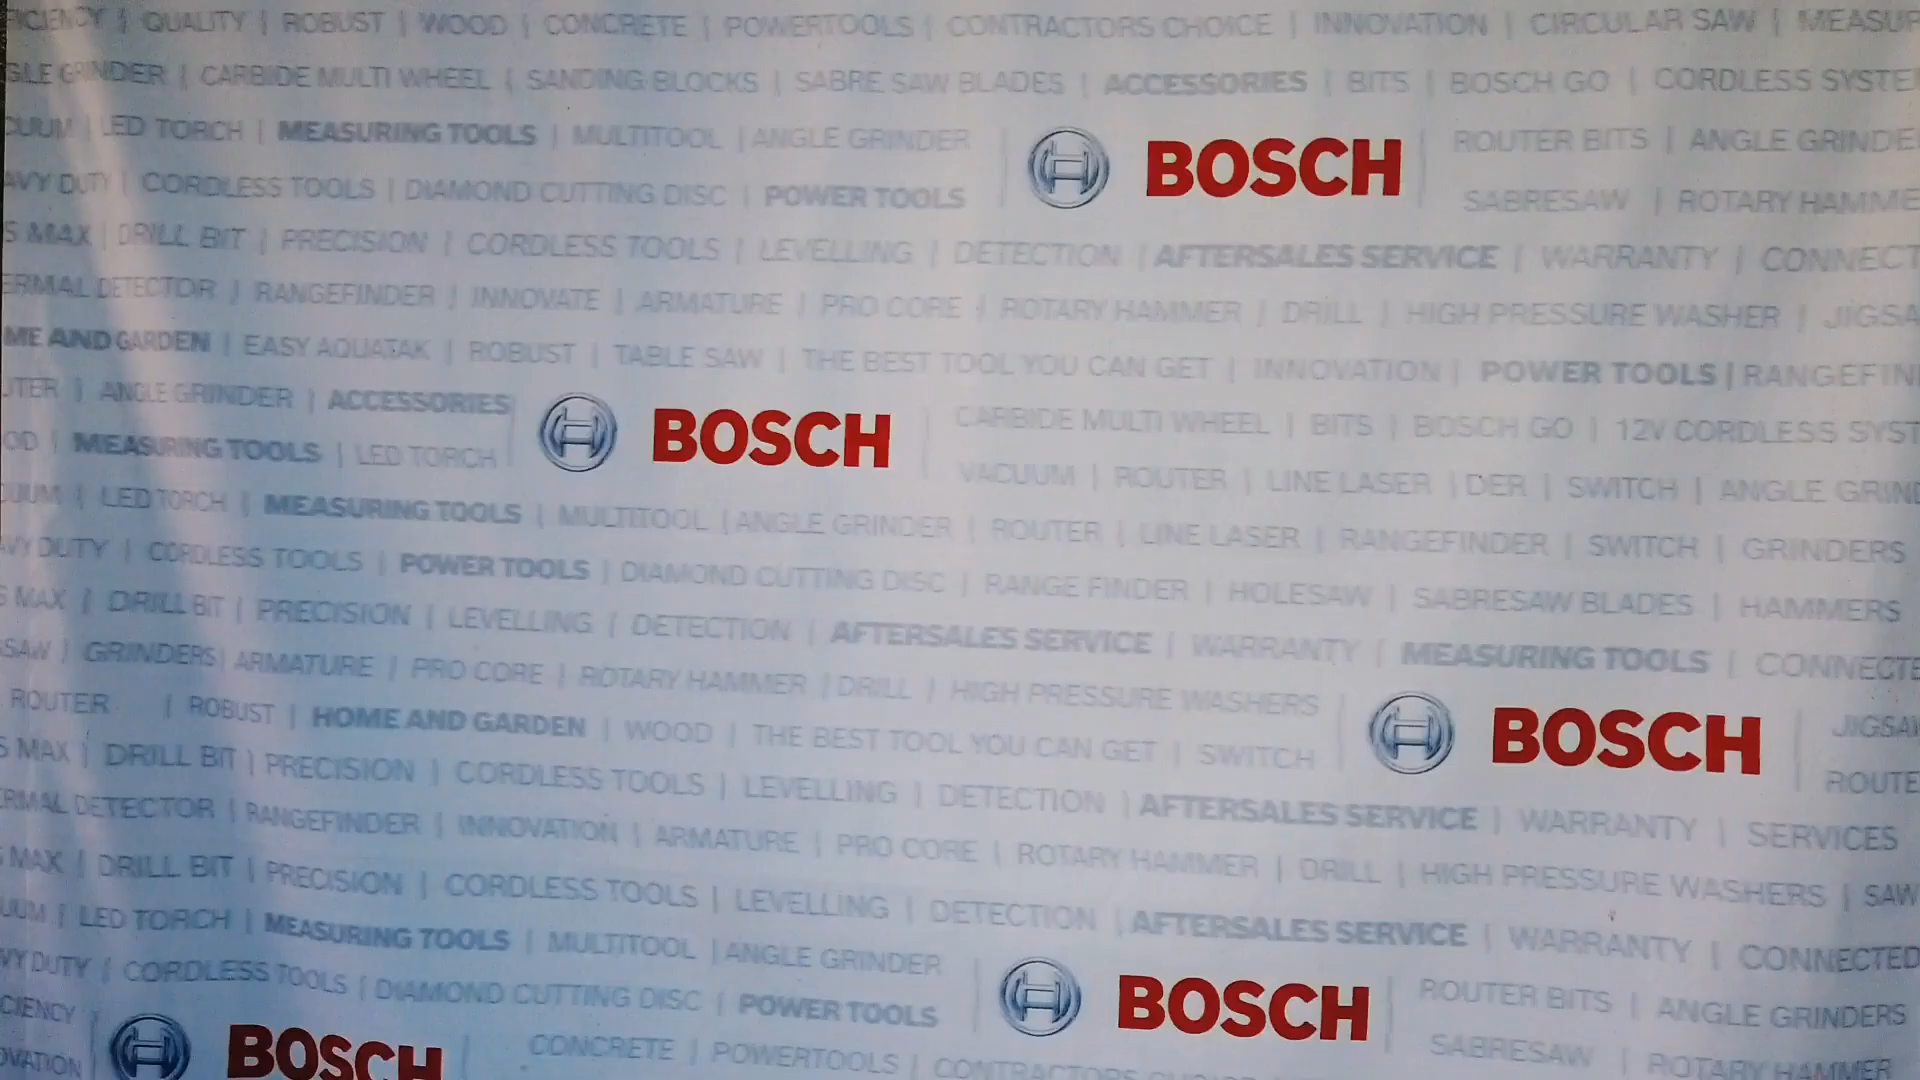 QUALITY | ROBUST | WOOD | CONCRETE | POWERTOOLS | CONTRACTORS CHOICE | INNOVATION | CIRCULAR SAW |
GRINDER | CARBIDE MULTI WHEEL | SANDING BLOCKS | SABRE SAW BLADES | ACCESSORIES | BITS | BOSCH GO | CORDLESS
LED TORCH | MEASURING TOOLS | MULTITOOL | ANGLE GRINDER
BOSCH
ROUTER BITS | ANGLE
DUTY | CORDLESS TOOLS | DIAMOND CUTTING DISC | POWER TOOLS
SABRESAW | ROTARY
MAX | DRILL BIT | PRECISION | CORDLESS TOOLS | LEVELLING | DETECTION | AFTERSALES SERVICE | WARRANTY |
DETECTOR | RANGEFINDER | INNOVATE | ARMATURE | PRO CORE | ROTARY HAMMER | DRILL | HIGH PRESSURE WASHER |
AND GARDEN | EASY AQUATAK | ROBUST | TABLE SAW | THE BEST TOOL YOU CAN GET | INNOVATION | POWER TOOLS |
ANGLE GRINDER | ACCESSORIES
BOSCH
CARBIDE MULTI WHEEL | BITS | BOSCH GO | 12V CORDLESS
| MEASURING TOOLS | LED TORCH
VACUUM | ROUTER | LINE LASER | DER | SWITCH | ANGLE
LED TORCH | MEASURING TOOLS | MULTITOOL | ANGLE GRINDER | ROUTER | LINE LASER | RANGEFINDER | SWITCH | GRINDERS
DUTY | CORDLESS TOOLS | POWER TOOLS | DIAMOND CUTTING DISC | RANGE FINDER | HOLESAW | SABRESAW BLADES | HAMMERS
MAX | DRILL BIT | PRECISION | LEVELLING | DETECTION | AFTERSALES SERVICE | WARRANTY | MEASURING TOOLS |
GRINDERS | ARMATURE | PRO CORE | ROTARY HAMMER | DRILL | HIGH PRESSURE WASHERS
BOSCH
ROUTER | ROBUST | HOME AND GARDEN | WOOD | THE BEST TOOL YOU CAN GET | SWITCH
MAX | DRILL BIT | PRECISION | CORDLESS TOOLS | LEVELLING | DETECTION | AFTERSALES SERVICE | WARRANTY | SERVICES
DETECTOR | RANGEFINDER | INNOVATION | ARMATURE | PRO CORE | ROTARY HAMMER | DRILL | HIGH PRESSURE WASHERS | SAW
MAX | DRILL BIT | PRECISION | CORDLESS TOOLS | LEVELLING | DETECTION | AFTERSALES SERVICE | WARRANTY | CONNECTED
LED TORCH | MEASURING TOOLS | MULTITOOL | ANGLE GRINDER
BOSCH
ROUTER BITS | ANGLE GRINDERS
DUTY | CORDLESS TOOLS | DIAMOND CUTTING DISC | POWER TOOLS
SABRESAW | ROTARY HAMMER
BOSCH
CONCRETE | POWERTOOLS | CONTRACTORS